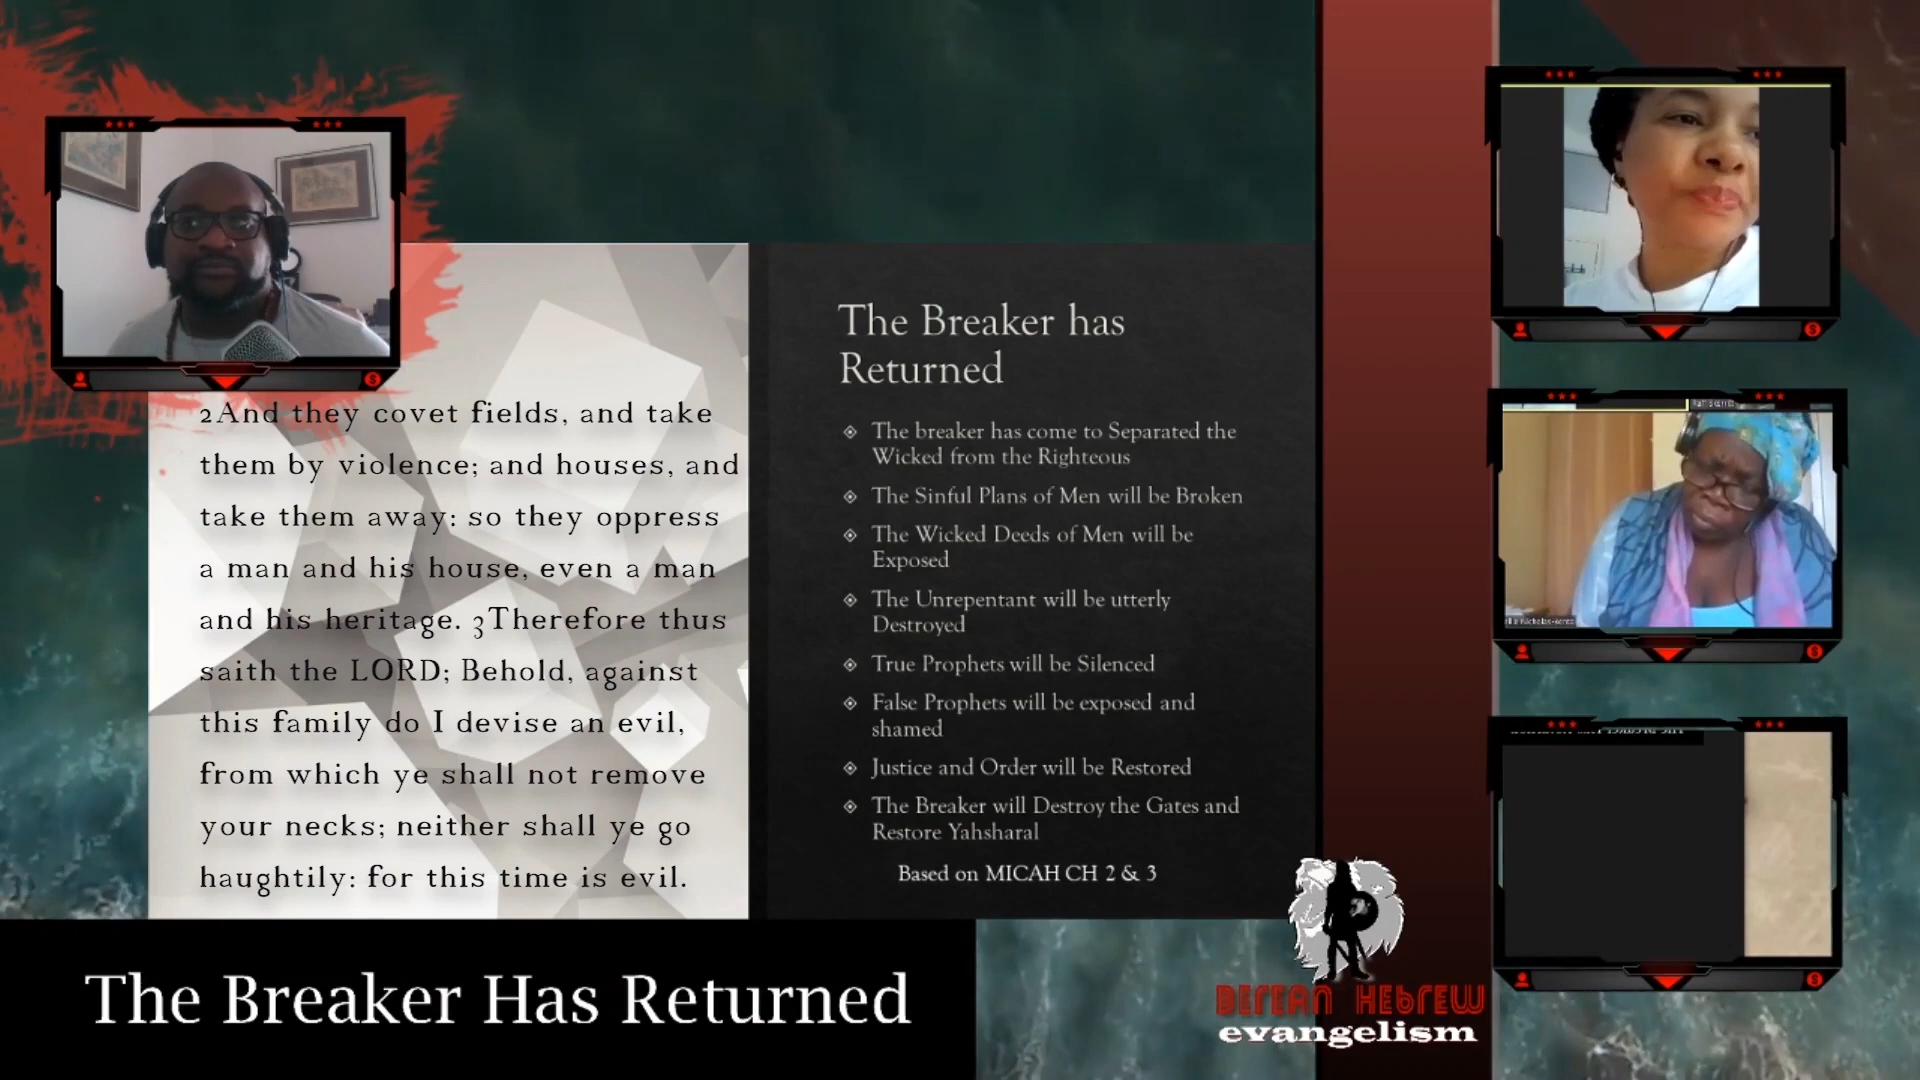 2And they covet fields, and take
them by violence; and houses, and
take them away: so they oppress
a man and his house, even a man
and his heritage. 3Therefore thus
saith the LORD; Behold, against
this family do I devise an evil,
from which ye shall not remove
your necks; neither shall ye go
haughtily: for this time is evil.
The Breaker has
Returned
The breaker has come to Separated the
Wicked from the Righteous
The Sinful Plans of Men will be Broken
The Wicked Deeds of Men will be
Exposed
The Unrepentant will be utterly
Destroyed
True Prophets will be Silenced
False Prophets will be exposed and
shamed
Justice and Order will be Restored
The Breaker will Destroy the Gates and
Restore Yahsharal
Based on MICAH CH 2 & 3
The Breaker Has Returned
BEREAN HEBREW
evangelism